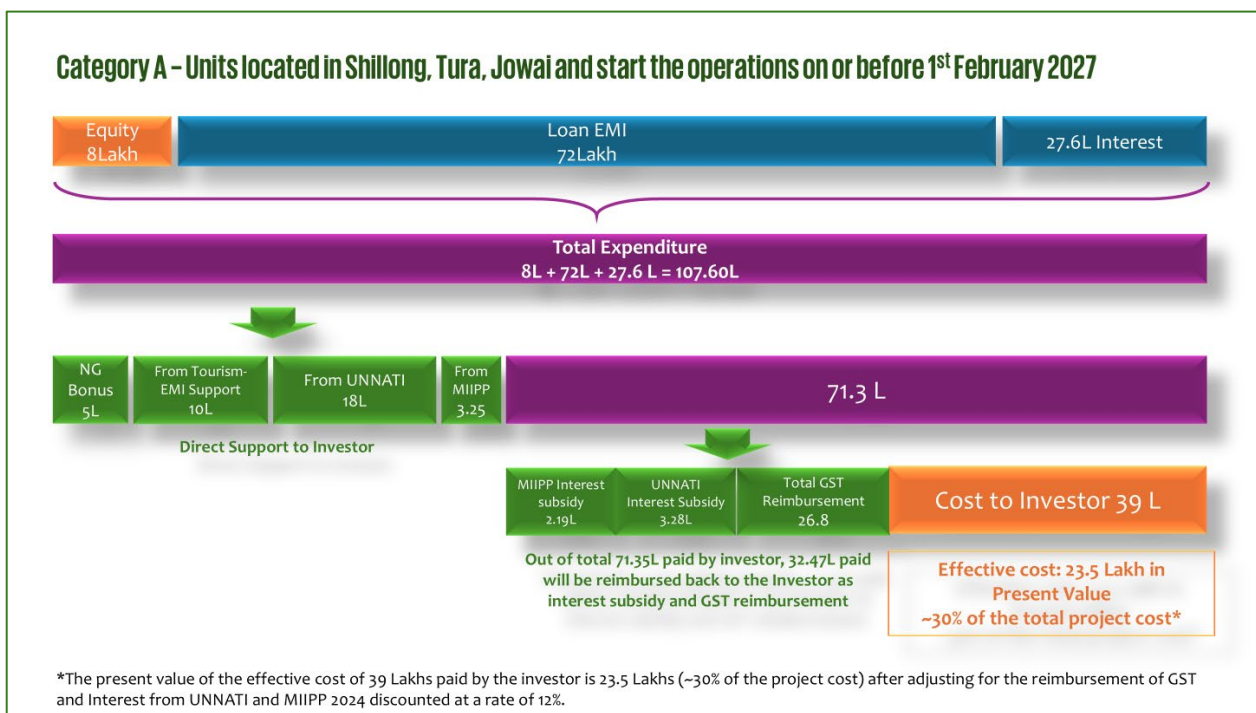 Category A – Units located in Shillong, Tura, Jowai and start the operations on or before 1st February 2027
Equity
8Lakh
Loan EMI
72Lakh
27.6L Interest
Total Expenditure
8L + 72L + 27.6 L = 107.60L
NG
Bonus
5L
From Tourism-
EMI Support
10L
From UNNATI
18L
From
MIIPP
3.25
71.3 L
Direct Support to Investor
MIIPP Interest
subsidy
2.19L
UNNATI
Interest Subsidy
3.28L
Total GST
Reimbursement
26.8
Cost to Investor 39 L
Out of total 71.35L paid by investor, 32.47L paid
will be reimbursed back to the Investor as
interest subsidy and GST reimbursement
Effective cost: 23.5 Lakh in
Present Value
~30% of the total project cost*
*The present value of the effective cost of 39 Lakhs paid by the investor is 23.5 Lakhs (~30% of the project cost) after adjusting for the reimbursement of GST
and Interest from UNNATI and MIIPP 2024 discounted at a rate of 12%.